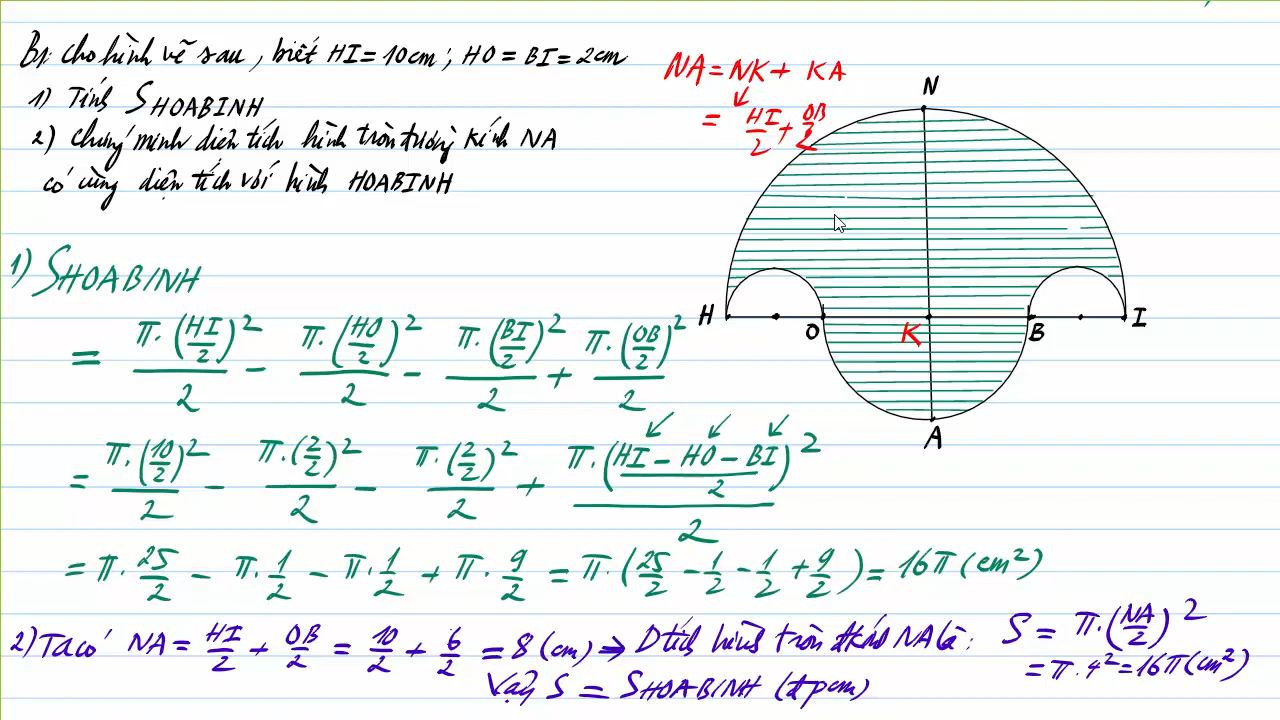 B1: cho hình vẽ sau, biết HI = 10cm; HO = BI = 2cm
1) Tính S_HOABINH
2) Chứng minh diện tích hình tròn đường kính NA
có cùng diện tích với hình HOABINH
NA = NK + KA
= HI/2 + OB/2
N
H
O
K
B
I
A
1) S_HOABINH
= π.(HI/2)²/2 - π.(HO/2)²/2 - π.(BI/2)²/2 + π.(OB/2)²/2
= π.(10/2)²/2 - π.(2/2)²/2 - π.(2/2)²/2 + π.((HI - HO - BI)/2)²/2
= π.25/2 - π.1/2 - π.1/2 + π.9/2 = π.(25/2 - 1/2 - 1/2 + 9/2) = 16π (cm²)
2) Ta có NA = HI/2 + OB/2 = 10/2 + 6/2 = 8 (cm) ⇒ Dtích hình tròn đkính NA là: S = π.(NA/2)²
= π.4² = 16π (cm²)
Vậy S = S_HOABINH (đpcm)